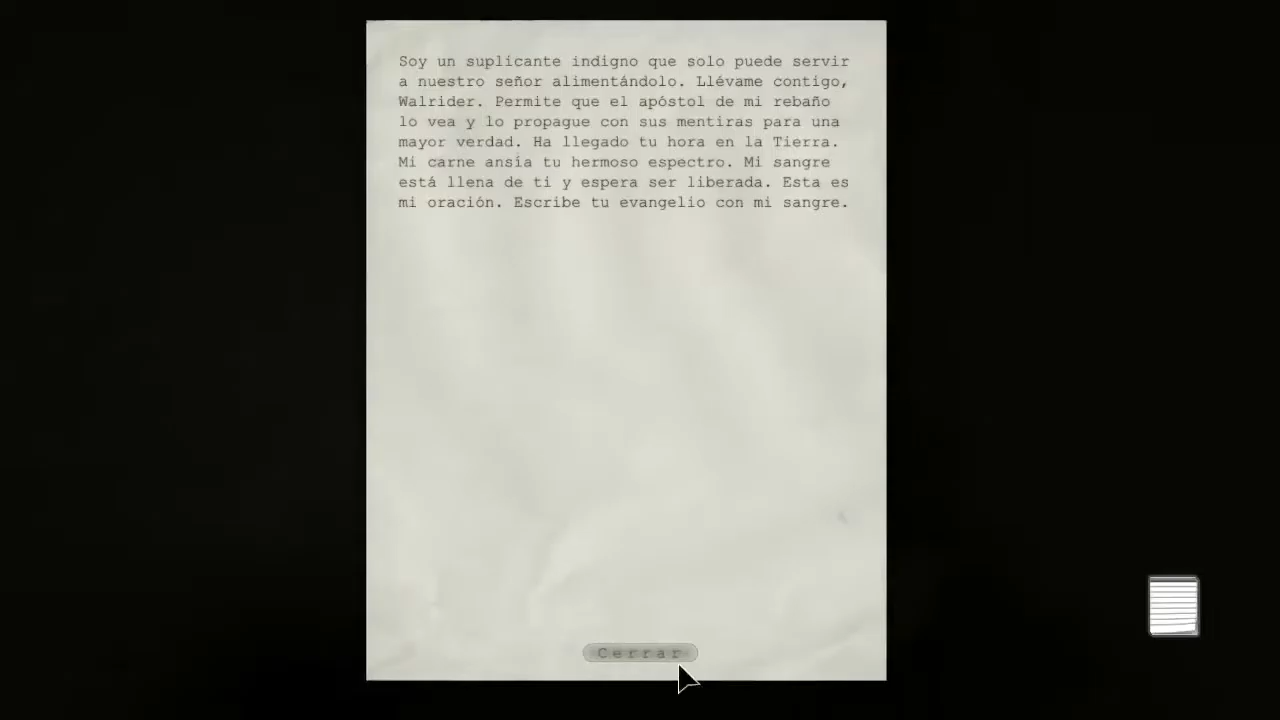 Soy un suplicante indigno que solo puede servir
a nuestro señor alimentándolo. Llévame contigo,
Walrider. Permite que el apóstol de mi rebaño
lo vea y lo propague con sus mentiras para una
mayor verdad. Ha llegado tu hora en la Tierra.
Mi carne ansía tu hermoso espectro. Mi sangre
está llena de ti y espera ser liberada. Esta es
mi oración. Escribe tu evangelio con mi sangre.
Cerrar